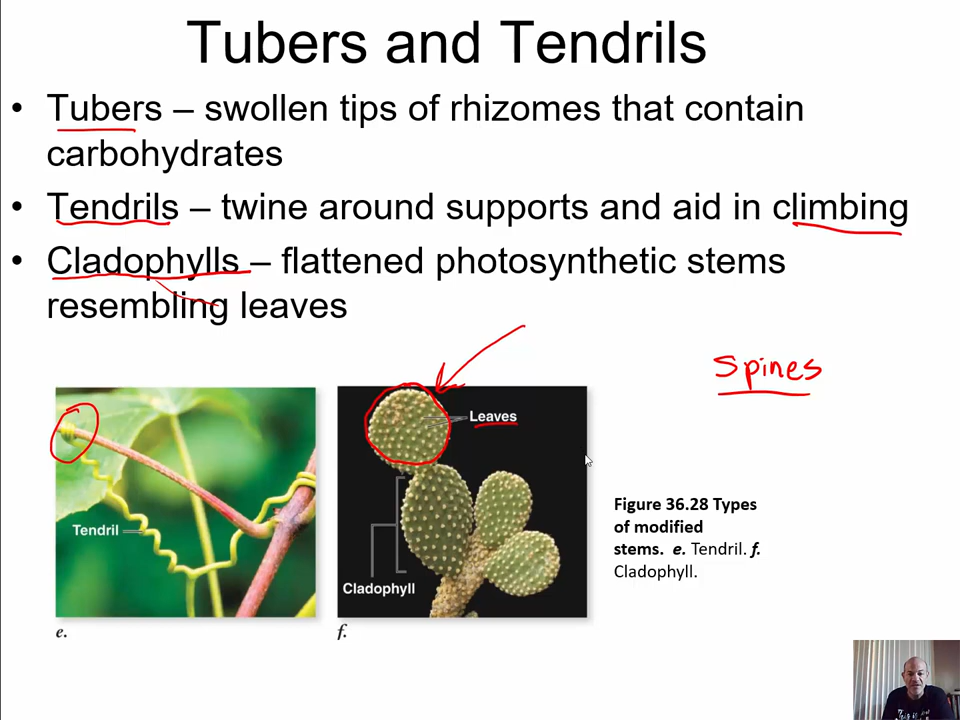 Tubers and Tendrils
• Tubers – swollen tips of rhizomes that contain
carbohydrates
• Tendrils – twine around supports and aid in climbing
• Cladophylls – flattened photosynthetic stems
resembling leaves
Spines
Leaves
Tendril
Cladophyll
Figure 36.28 Types
of modified
stems. e. Tendril. f.
Cladophyll.
e.
f.
This is